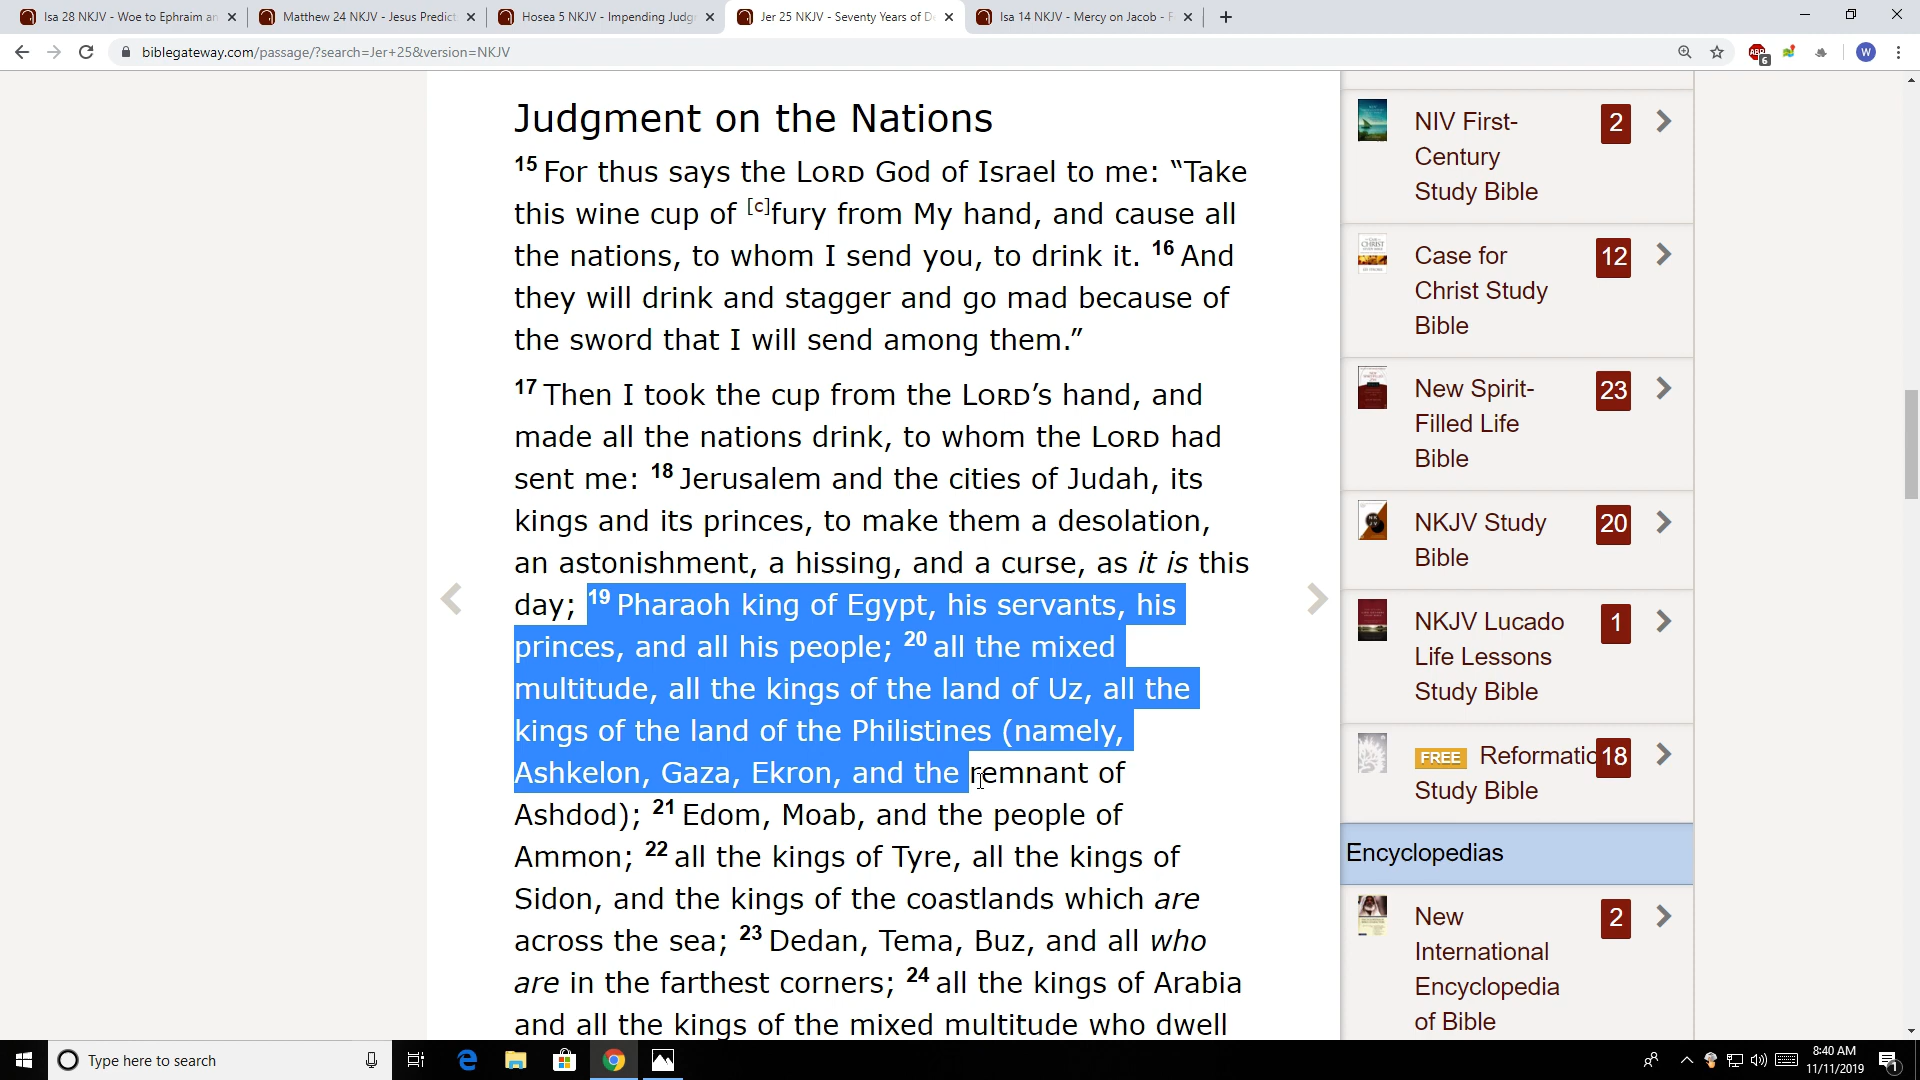 Isa 28 NKJV - Woe to Ephraim an
Matthew 24 NKJV - Jesus Predict
Hosea 5 NKJV - Impending Judg
Jer 25 NKJV - Seventy Years of D
Isa 14 NKJV - Mercy on Jacob - F
biblegateway.com/passage/?search=Jer+25&version=NKJV
ABP
6
W
Judgment on the Nations
15 For thus says the LORD God of Israel to me: “Take
this wine cup of [c]fury from My hand, and cause all
the nations, to whom I send you, to drink it. 16 And
they will drink and stagger and go mad because of
the sword that I will send among them.”
17 Then I took the cup from the LORD’s hand, and
made all the nations drink, to whom the LORD had
sent me: 18 Jerusalem and the cities of Judah, its
kings and its princes, to make them a desolation,
an astonishment, a hissing, and a curse, as it is this
day; 19 Pharaoh king of Egypt, his servants, his
princes, and all his people; 20 all the mixed
multitude, all the kings of the land of Uz, all the
kings of the land of the Philistines (namely,
Ashkelon, Gaza, Ekron, and the remnant of
Ashdod); 21 Edom, Moab, and the people of
Ammon; 22 all the kings of Tyre, all the kings of
Sidon, and the kings of the coastlands which are
across the sea; 23 Dedan, Tema, Buz, and all who
are in the farthest corners; 24 all the kings of Arabia
and all the kings of the mixed multitude who dwell
NIV First-
Century
Study Bible
2
Case for
Christ Study
Bible
12
New Spirit-
Filled Life
Bible
23
NKJV Study
Bible
20
NKJV Lucado
Life Lessons
Study Bible
1
FREE Reformatio
Study Bible
18
Encyclopedias
New
International
Encyclopedia
of Bible
2
Type here to search
8:40 AM
11/11/2019
1